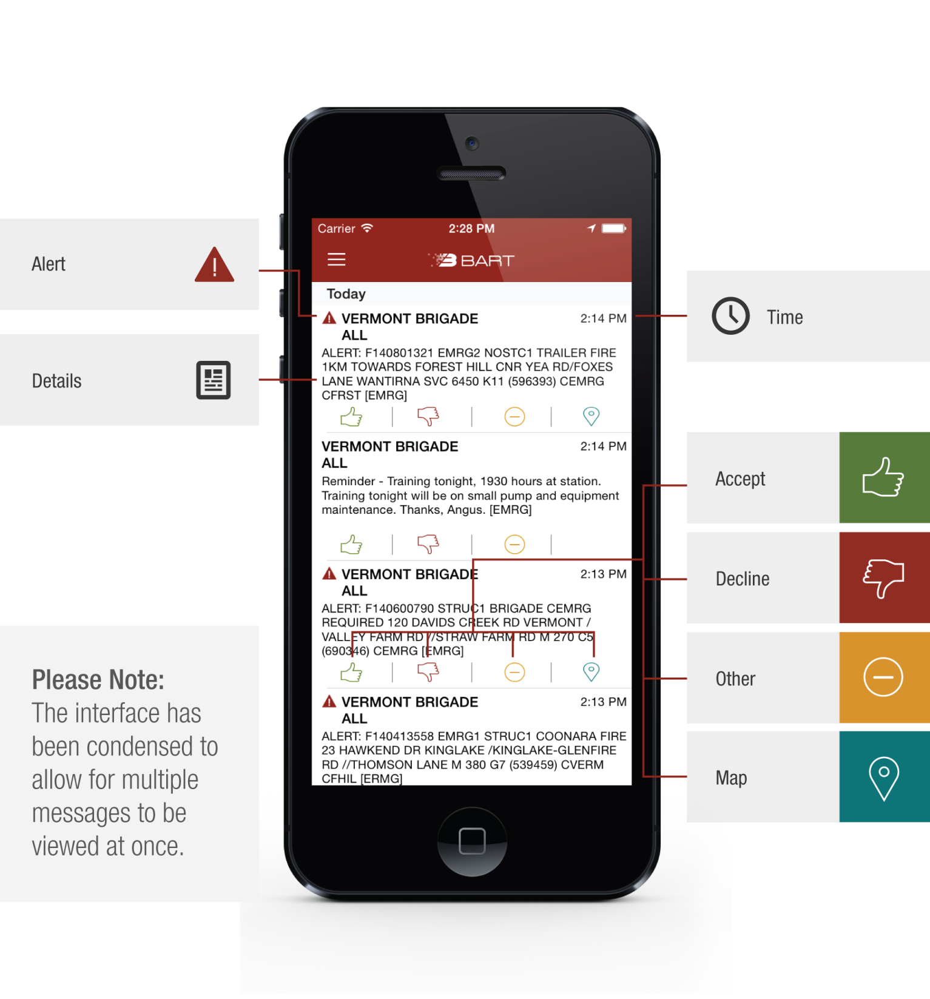 Carrier
2:28 PM
BART
Today
VERMONT BRIGADE
ALL
2:14 PM
ALERT: F140801321 EMRG2 NOSTC1 TRAILER FIRE
1KM TOWARDS FOREST HILL CNR YEA RD/FOXES
LANE WANTIRNA SVC 6450 K11 (596393) CEMRG
CFRST [EMRG]
VERMONT BRIGADE
ALL
2:14 PM
Reminder - Training tonight, 1930 hours at station.
Training tonight will be on small pump and equipment
maintenance. Thanks, Angus. [EMRG]
VERMONT BRIGADE
ALL
2:13 PM
ALERT: F140600790 STRUC1 BRIGADE CEMRG
REQUIRED 120 DAVIDS CREEK RD VERMONT /
VALLEY FARM RD //STRAW FARM RD M 270 C5
(690346) CEMRG [EMRG]
VERMONT BRIGADE
ALL
2:13 PM
ALERT: F140413558 EMRG1 STRUC1 COONARA FIRE
23 HAWKEND DR KINGLAKE /KINGLAKE-GLENFIRE
RD //THOMSON LANE M 380 G7 (539459) CVERM
CFHIL [ERMG]
Alert
Details
Please Note:
The interface has
been condensed to
allow for multiple
messages to be
viewed at once.
Time
Accept
Decline
Other
Map